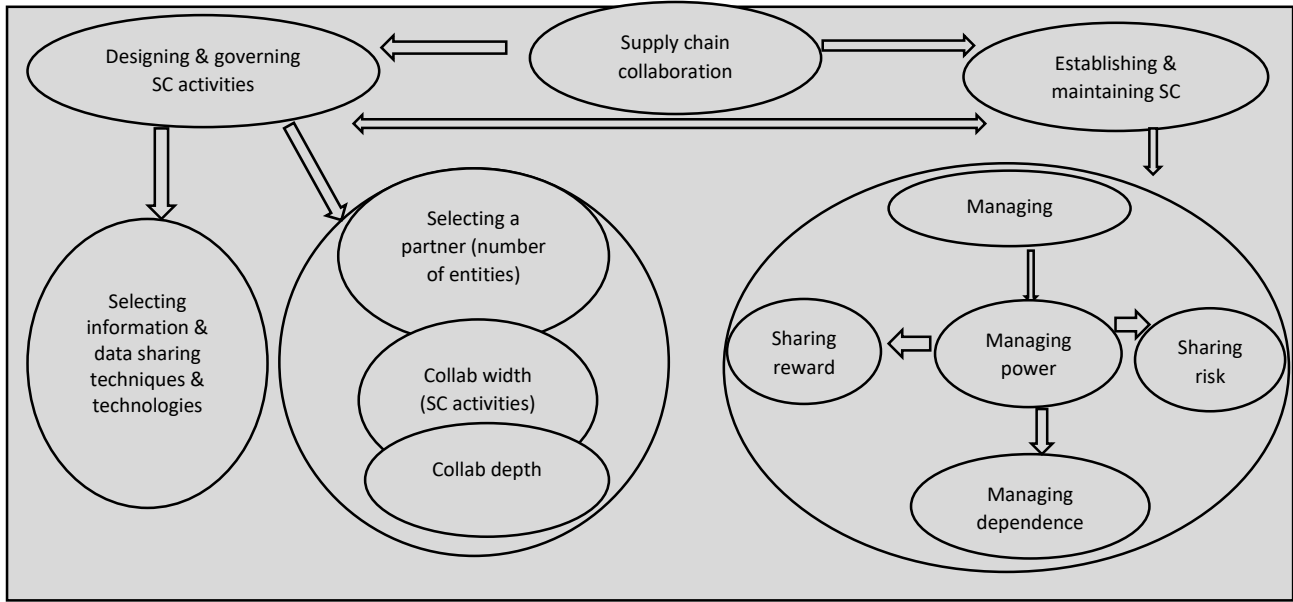 Supply chain
collaboration
Designing & governing
SC activities
Establishing &
maintaining SC
Selecting
information &
data sharing
techniques &
technologies
Selecting a
partner (number
of entities)
Collab width
(SC activities)
Collab depth
Managing
Sharing
reward
Managing
power
Sharing
risk
Managing
dependence